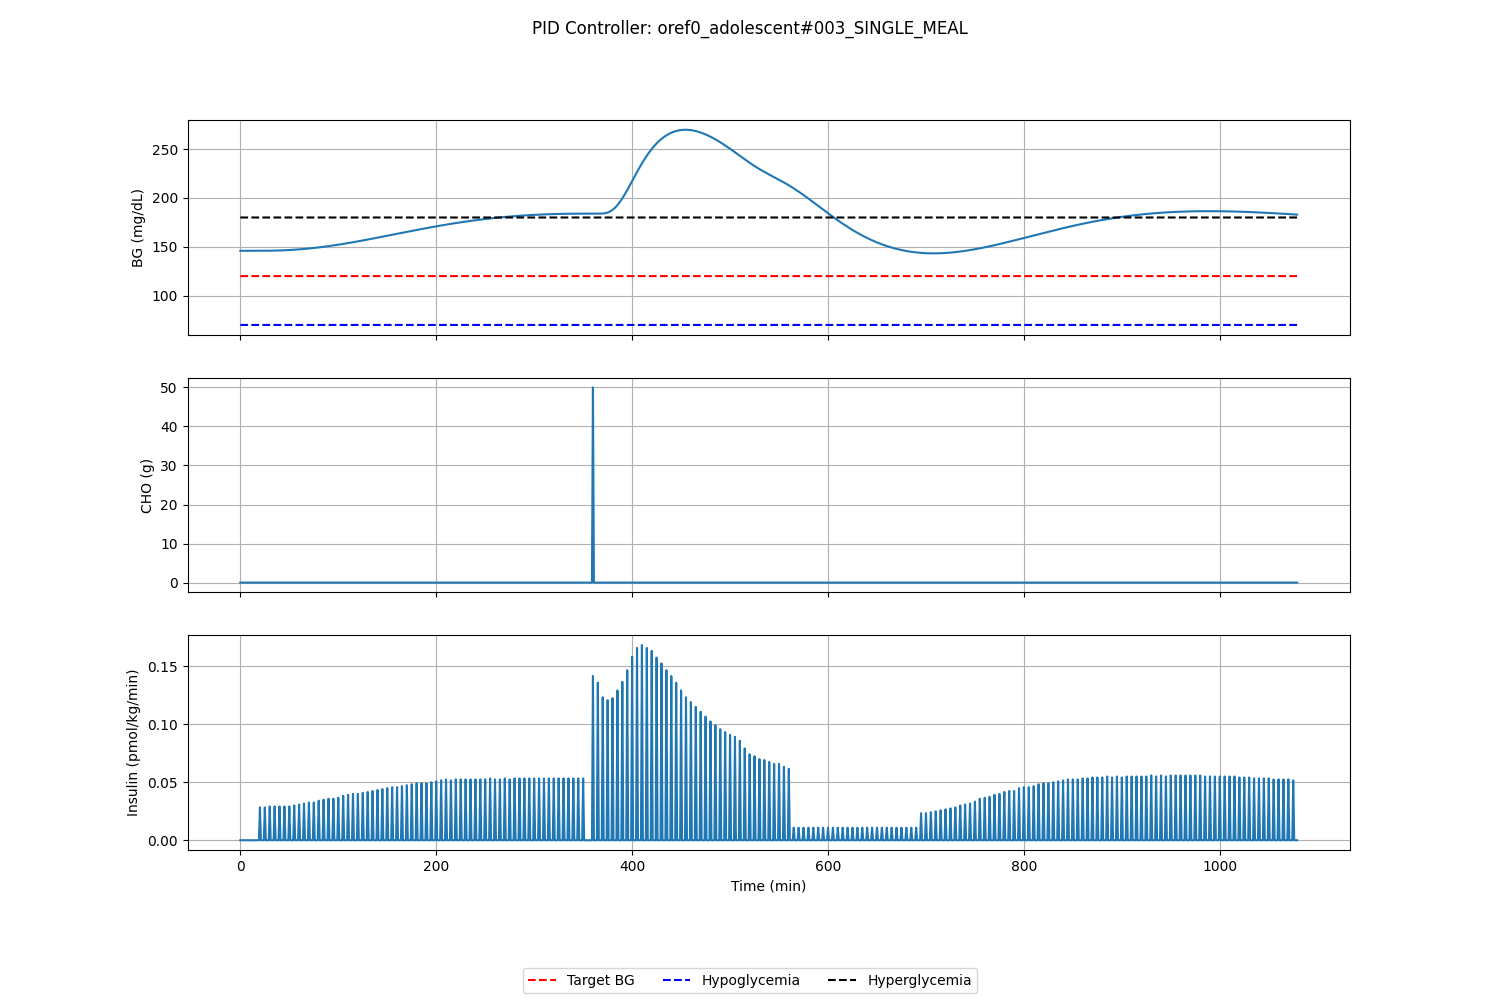 PID Controller: oref0_adolescent#003_SINGLE_MEAL
BG (mg/dL)
250
200
150
100
CHO (g)
50
40
30
20
10
0
Insulin (pmol/kg/min)
0.15
0.10
0.05
0.00
0 200 400 600 800 1000
Time (min)
Target BG Hypoglycemia Hyperglycemia